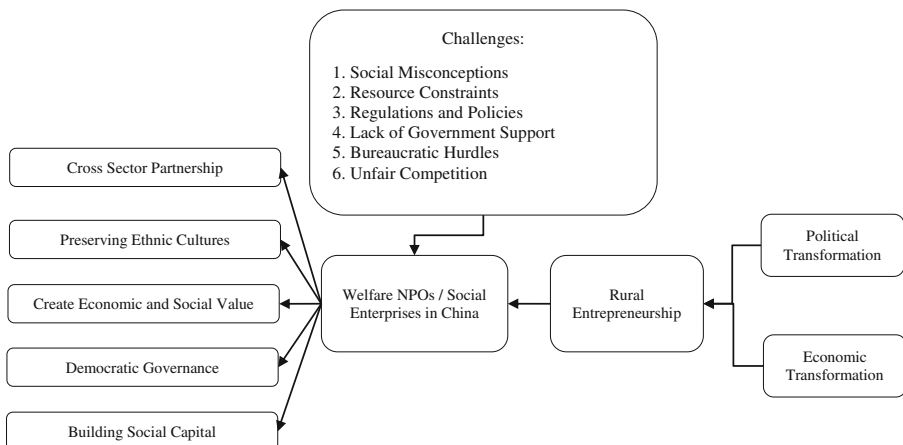 Challenges:
1. Social Misconceptions
2. Resource Constraints
3. Regulations and Policies
4. Lack of Government Support
5. Bureaucratic Hurdles
6. Unfair Competition
Cross Sector Partnership
Preserving Ethnic Cultures
Create Economic and Social Value
Democratic Governance
Building Social Capital
Welfare NPOs / Social
Enterprises in China
Rural
Entrepreneurship
Political
Transformation
Economic
Transformation